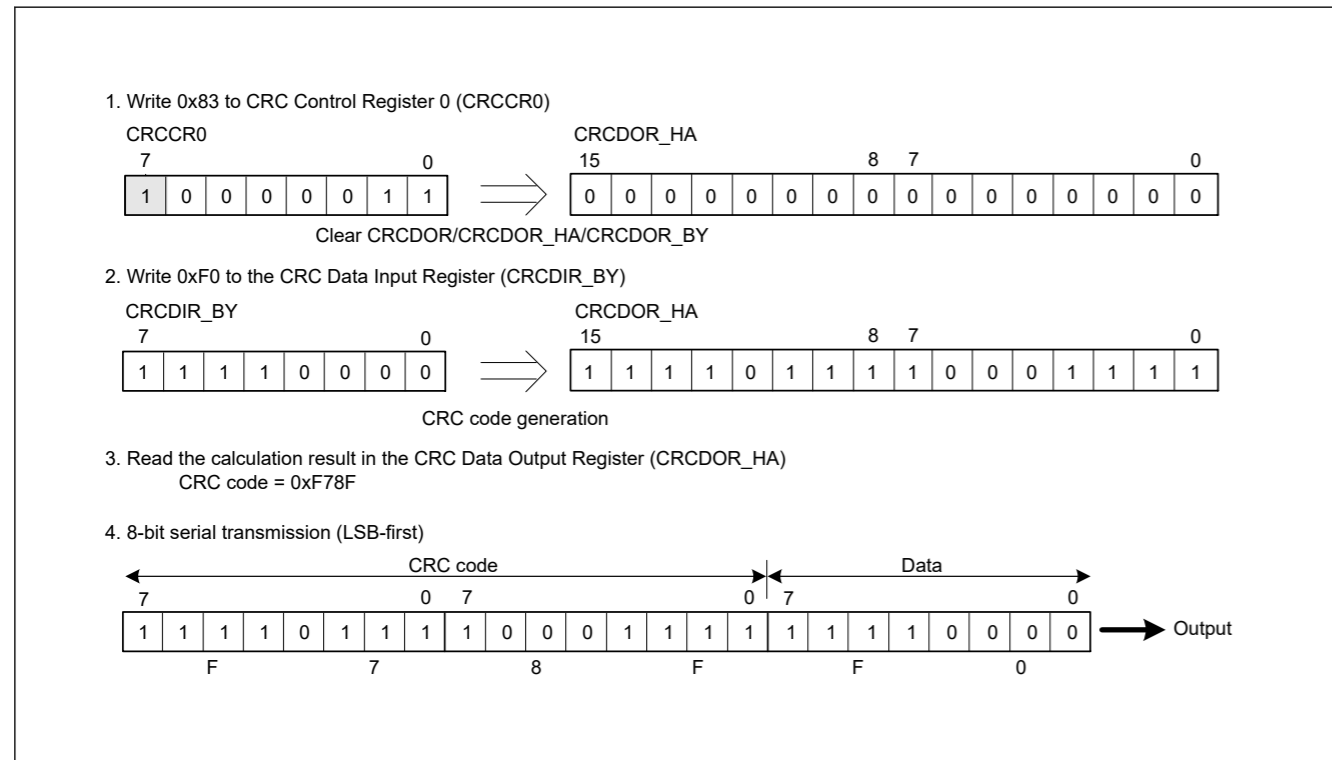 1. Write 0x83 to CRC Control Register 0 (CRCCR0)
CRCCR0 CRCDOR_HA
7 0 15 8 7 0
1 0 0 0 0 0 1 1 0 0 0 0 0 0 0 0 0 0 0 0 0 0 0 0
Clear CRCDOR/CRCDOR_HA/CRCDOR_BY
2. Write 0xF0 to the CRC Data Input Register (CRCDIR_BY)
CRCDIR_BY CRCDOR_HA
7 0 15 8 7 0
1 1 1 1 0 0 0 0 1 1 1 1 0 1 1 1 1 0 0 0 1 1 1 1
CRC code generation
3. Read the calculation result in the CRC Data Output Register (CRCDOR_HA)
CRC code = 0xF78F
4. 8-bit serial transmission (LSB-first)
CRC code Data
7 0 7 0 7 0
1 1 1 1 0 1 1 1 1 0 0 0 1 1 1 1 1 1 1 1 0 0 0 0 Output
F 7 8 F F 0